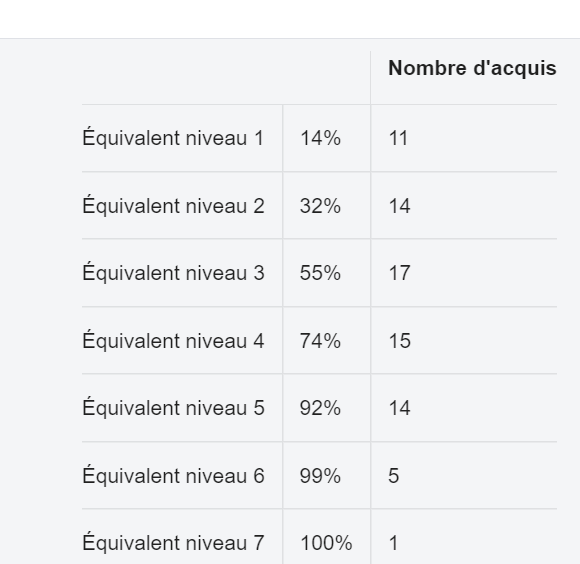 Nombre d'acquis
Équivalent niveau 1 14% 11
Équivalent niveau 2 32% 14
Équivalent niveau 3 55% 17
Équivalent niveau 4 74% 15
Équivalent niveau 5 92% 14
Équivalent niveau 6 99% 5
Équivalent niveau 7 100% 1